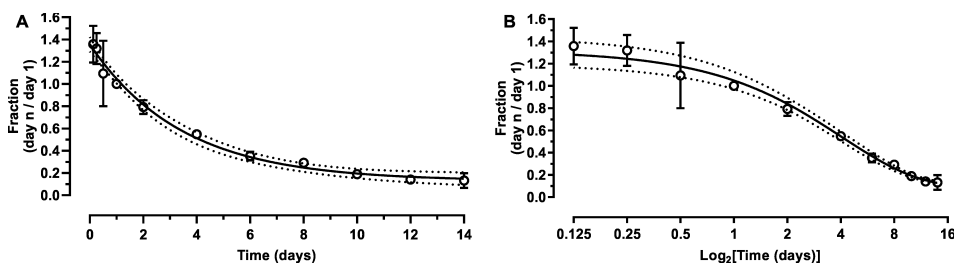 A
1.6
1.4
1.2
1.0
0.8
0.6
0.4
0.2
0.0
Fraction
(day n / day 1)
0 2 4 6 8 10 12 14
Time (days)
B
1.6
1.4
1.2
1.0
0.8
0.6
0.4
0.2
0.0
Fraction
(day n / day 1)
0.125 0.25 0.5 1 2 4 8 16
Log₂[Time (days)]